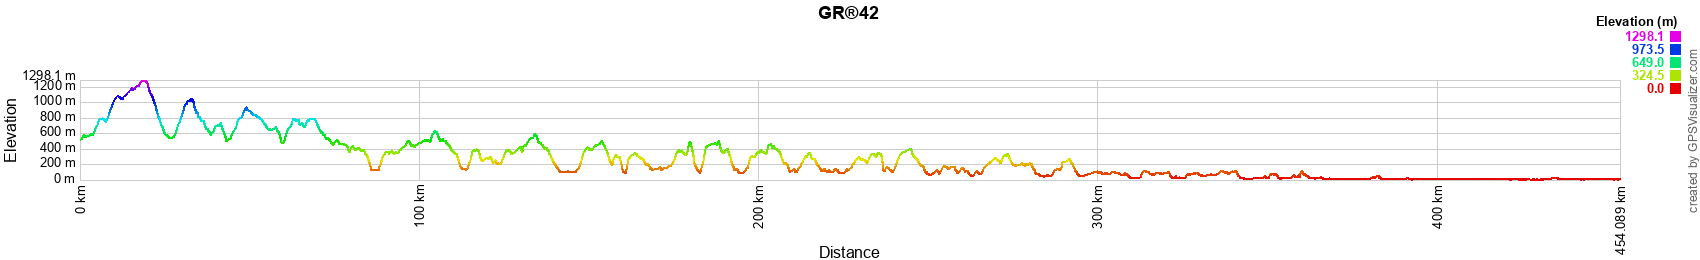 GR®42
Elevation (m)
1298.1
973.5
649.0
324.5
0.0
Elevation
1298.1 m
1200 m
1000 m
800 m
600 m
400 m
200 m
0 m
0 km
100 km
200 km
300 km
400 km
454.089 km
Distance
created by GPSVisualizer.com